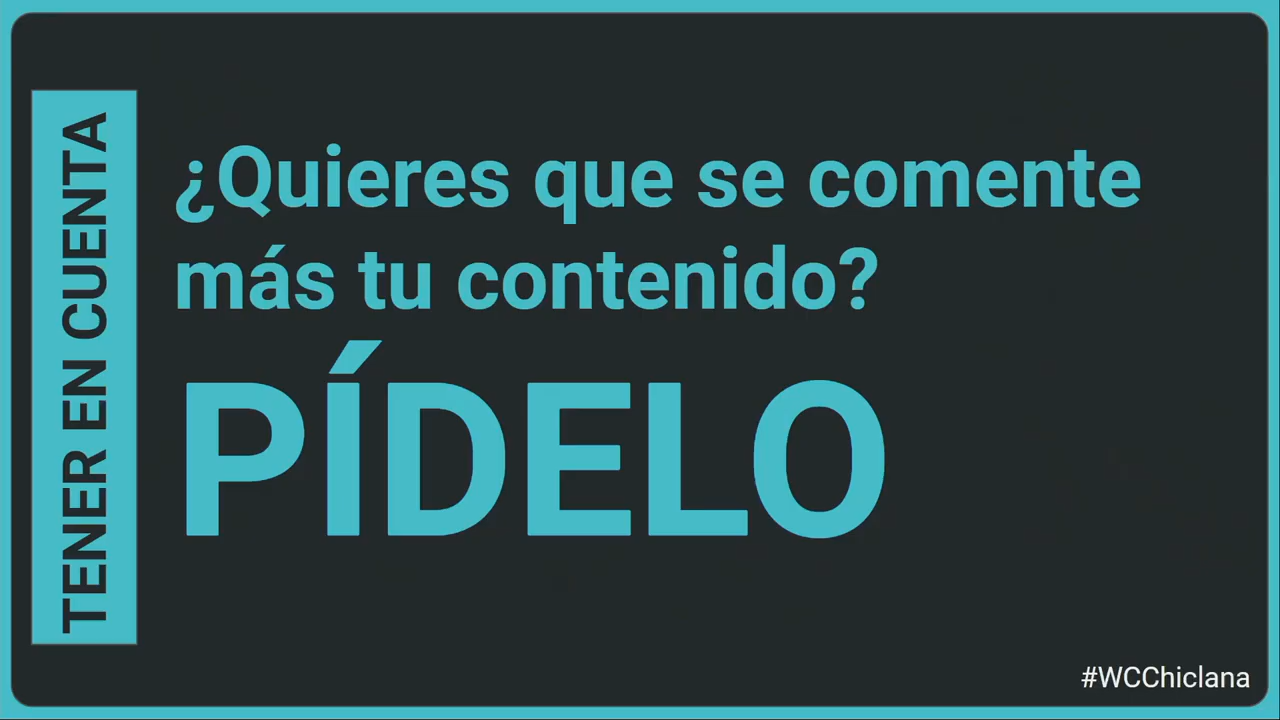 TENER EN CUENTA
¿Quieres que se comente
más tu contenido?
PÍDELO
#WCChiclana